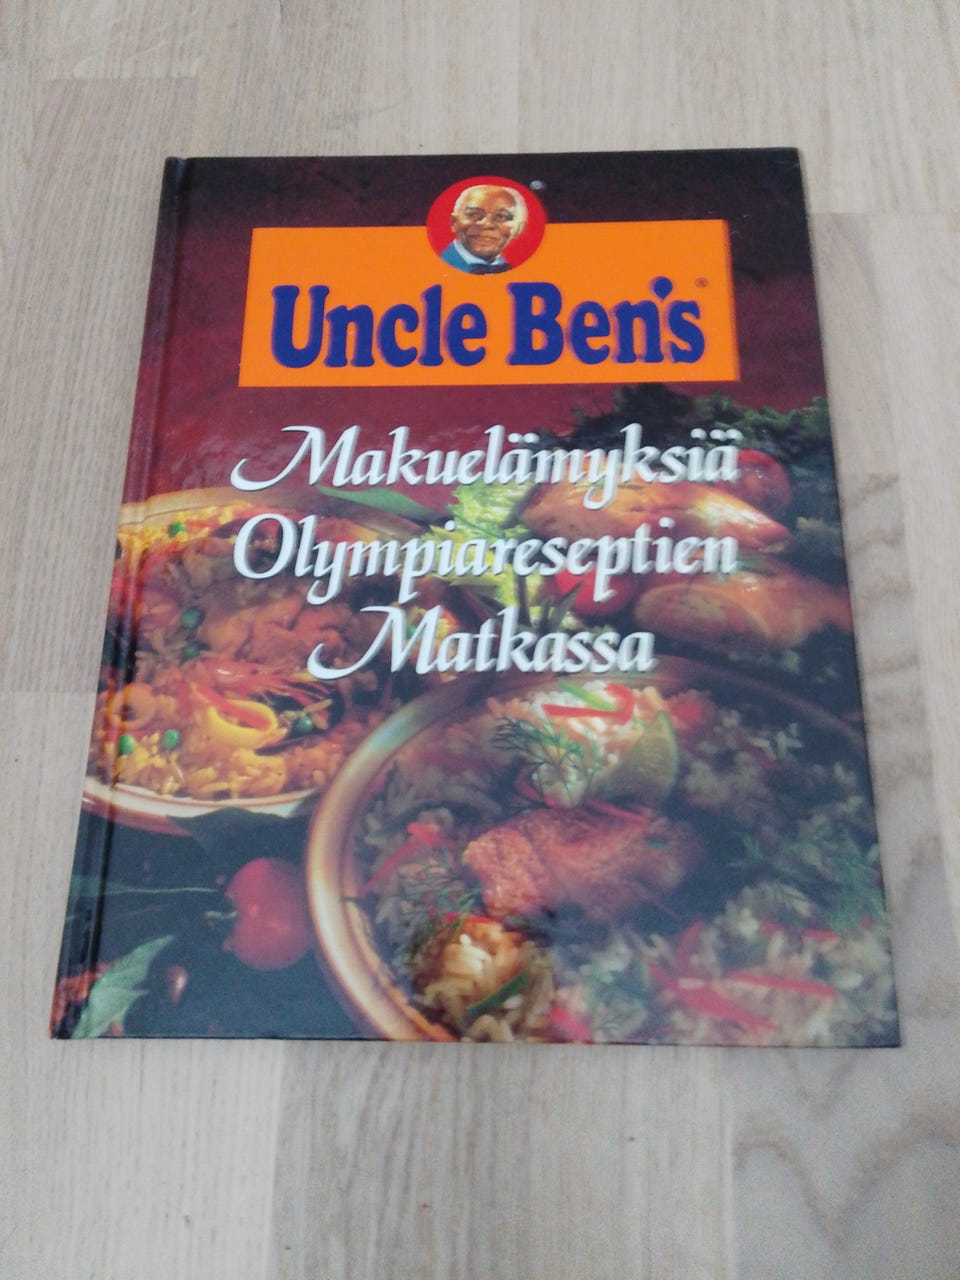 Uncle Ben's®
Makuelämyksiä
Olympiareseptien
Matkassa